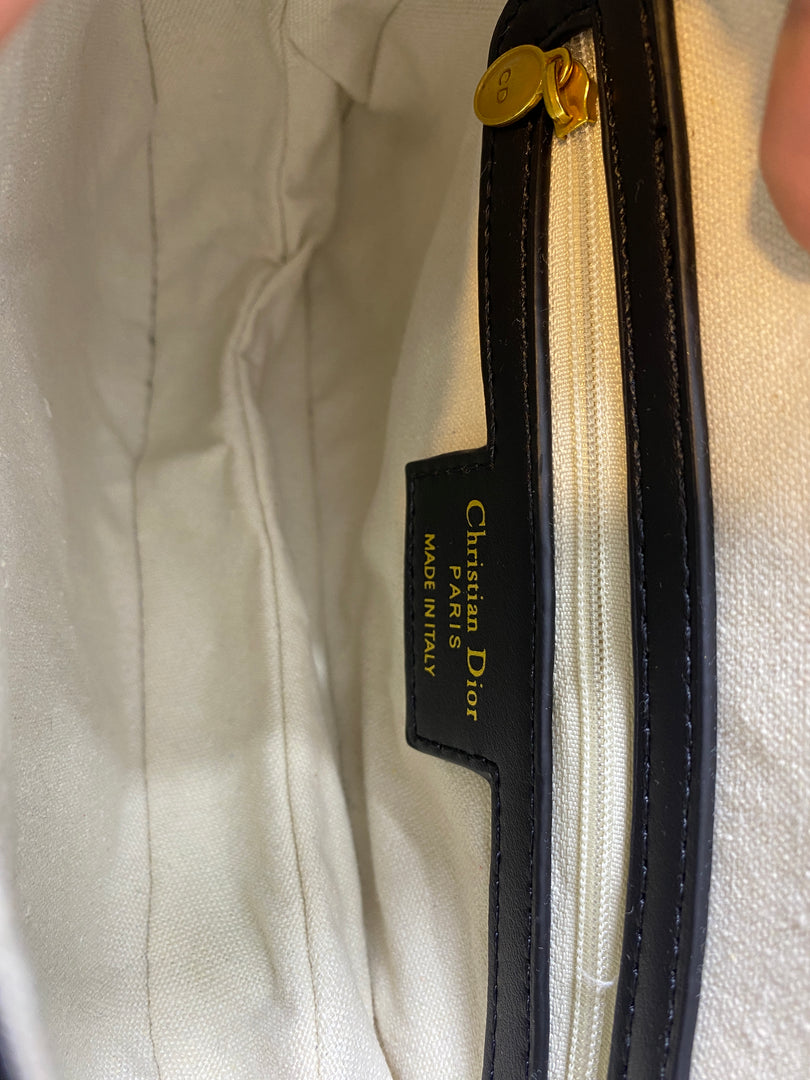 CD
Christian Dior
PARIS
MADE IN ITALY